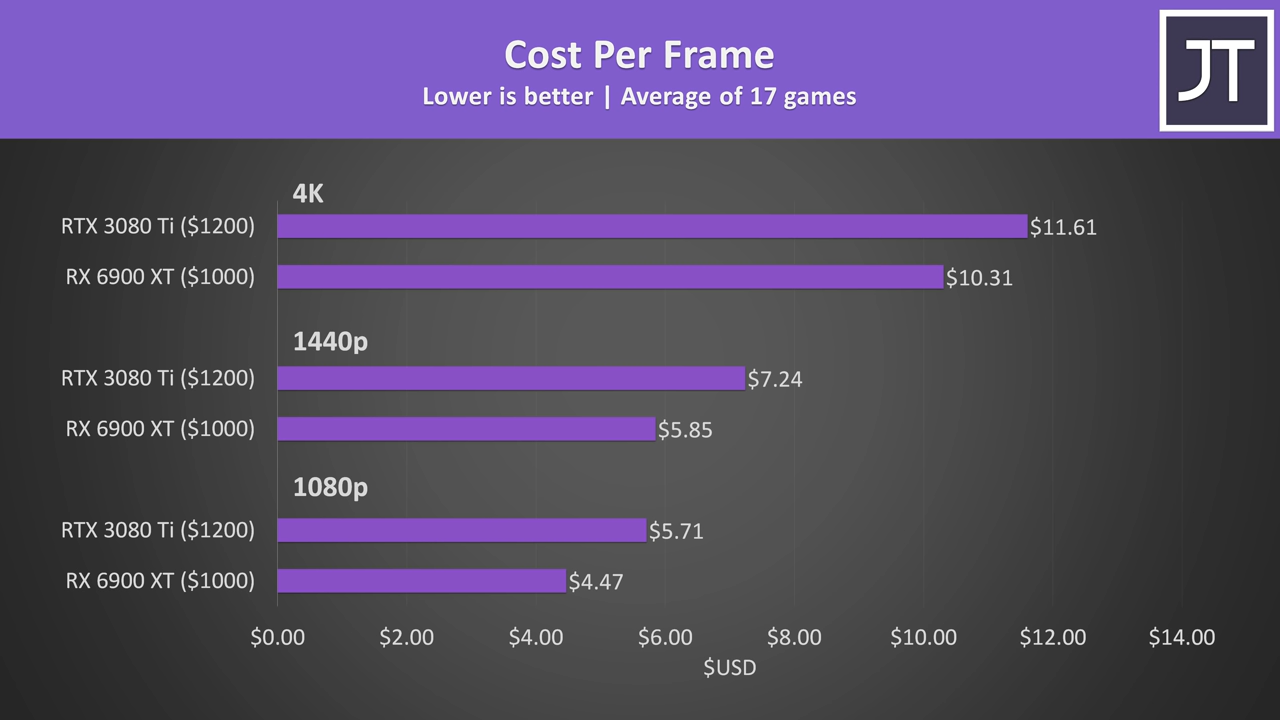 Cost Per Frame
Lower is better | Average of 17 games
JT
4K
RTX 3080 Ti ($1200) $11.61
RX 6900 XT ($1000) $10.31
1440p
RTX 3080 Ti ($1200) $7.24
RX 6900 XT ($1000) $5.85
1080p
RTX 3080 Ti ($1200) $5.71
RX 6900 XT ($1000) $4.47
$0.00 $2.00 $4.00 $6.00 $8.00 $10.00 $12.00 $14.00
$USD